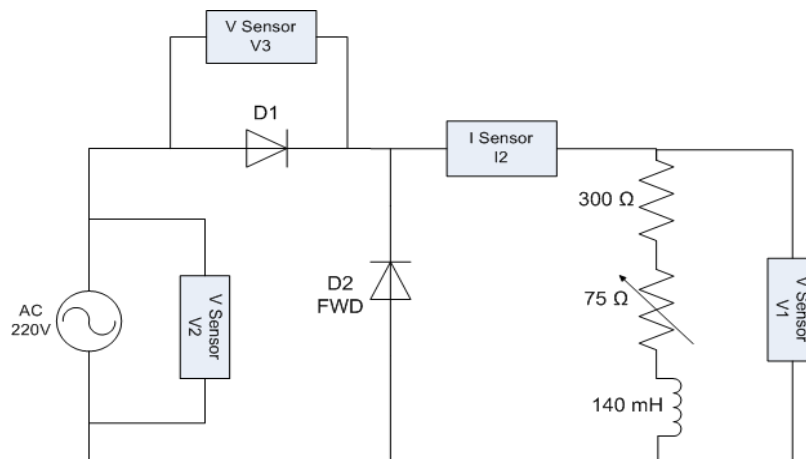 V Sensor
V3
D1
I Sensor
I2
300 Ω
D2
FWD
75 Ω
AC
220V
V Sensor
V2
V Sensor
V1
140 mH